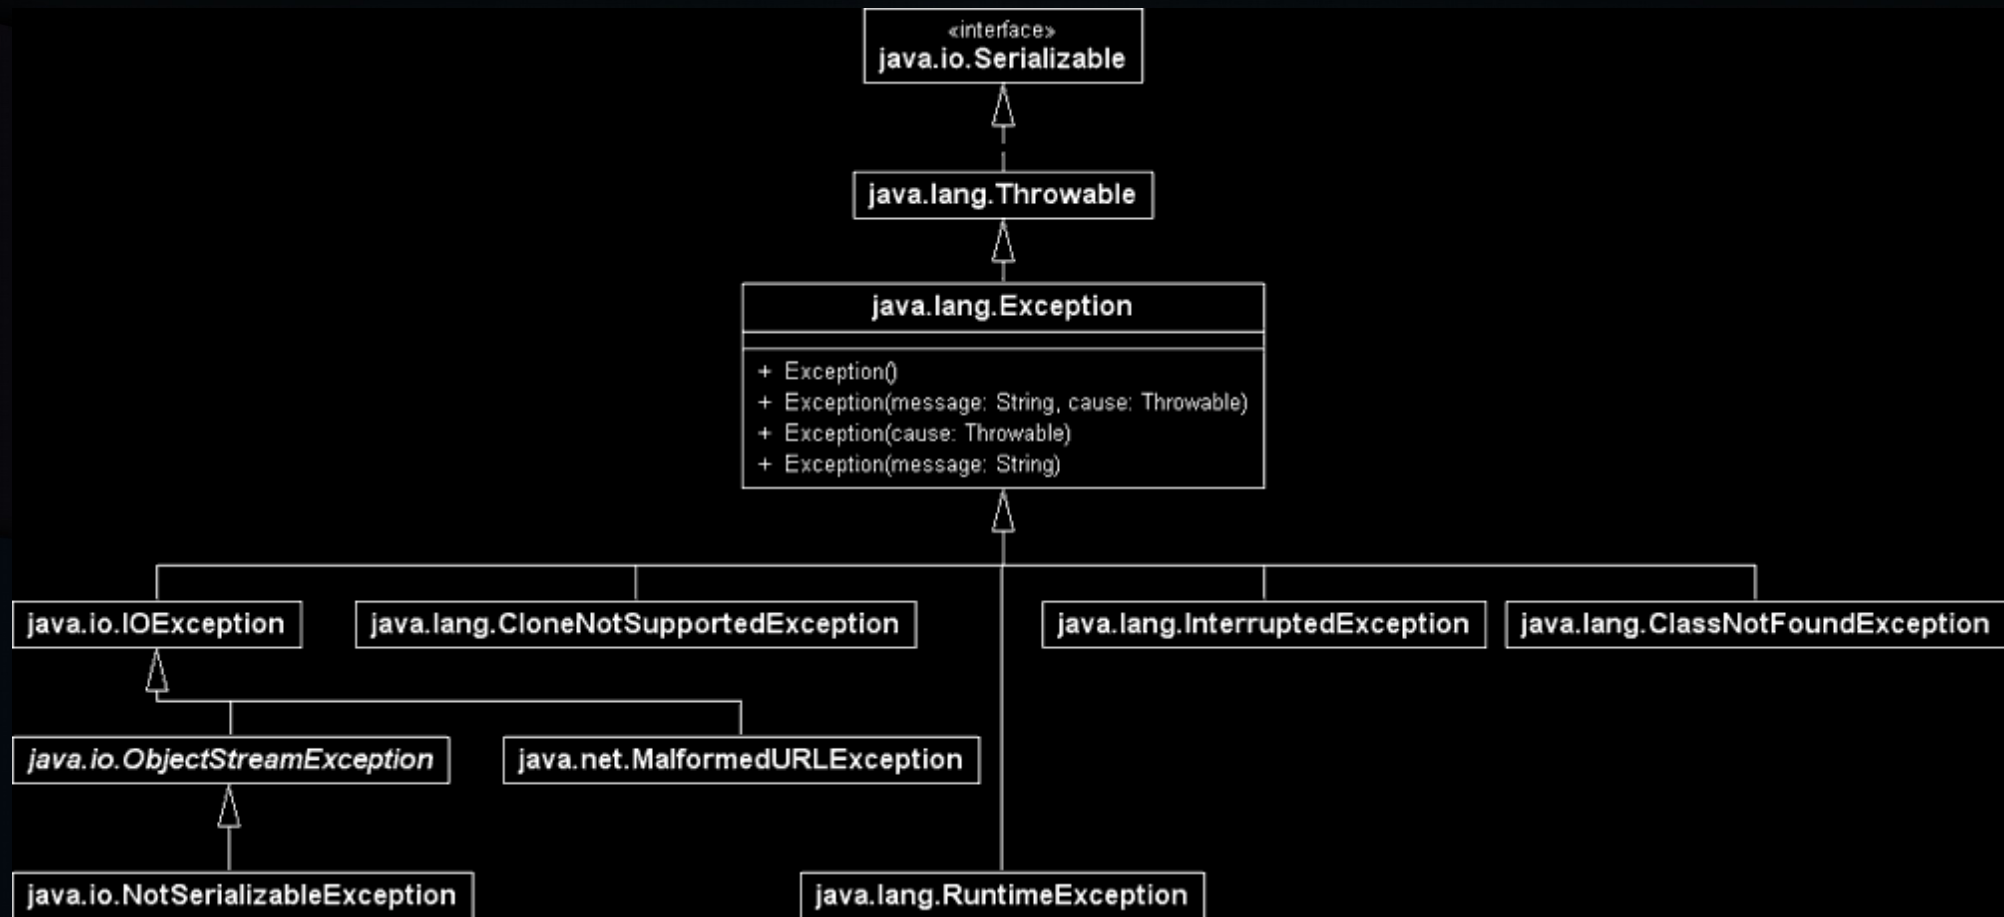 «interface»
java.io.Serializable
java.lang.Throwable
java.lang.Exception
+ Exception()
+ Exception(message: String, cause: Throwable)
+ Exception(cause: Throwable)
+ Exception(message: String)
java.io.IOException
java.lang.CloneNotSupportedException
java.lang.InterruptedException
java.lang.ClassNotFoundException
java.io.ObjectStreamException
java.net.MalformedURLException
java.io.NotSerializableException
java.lang.RuntimeException